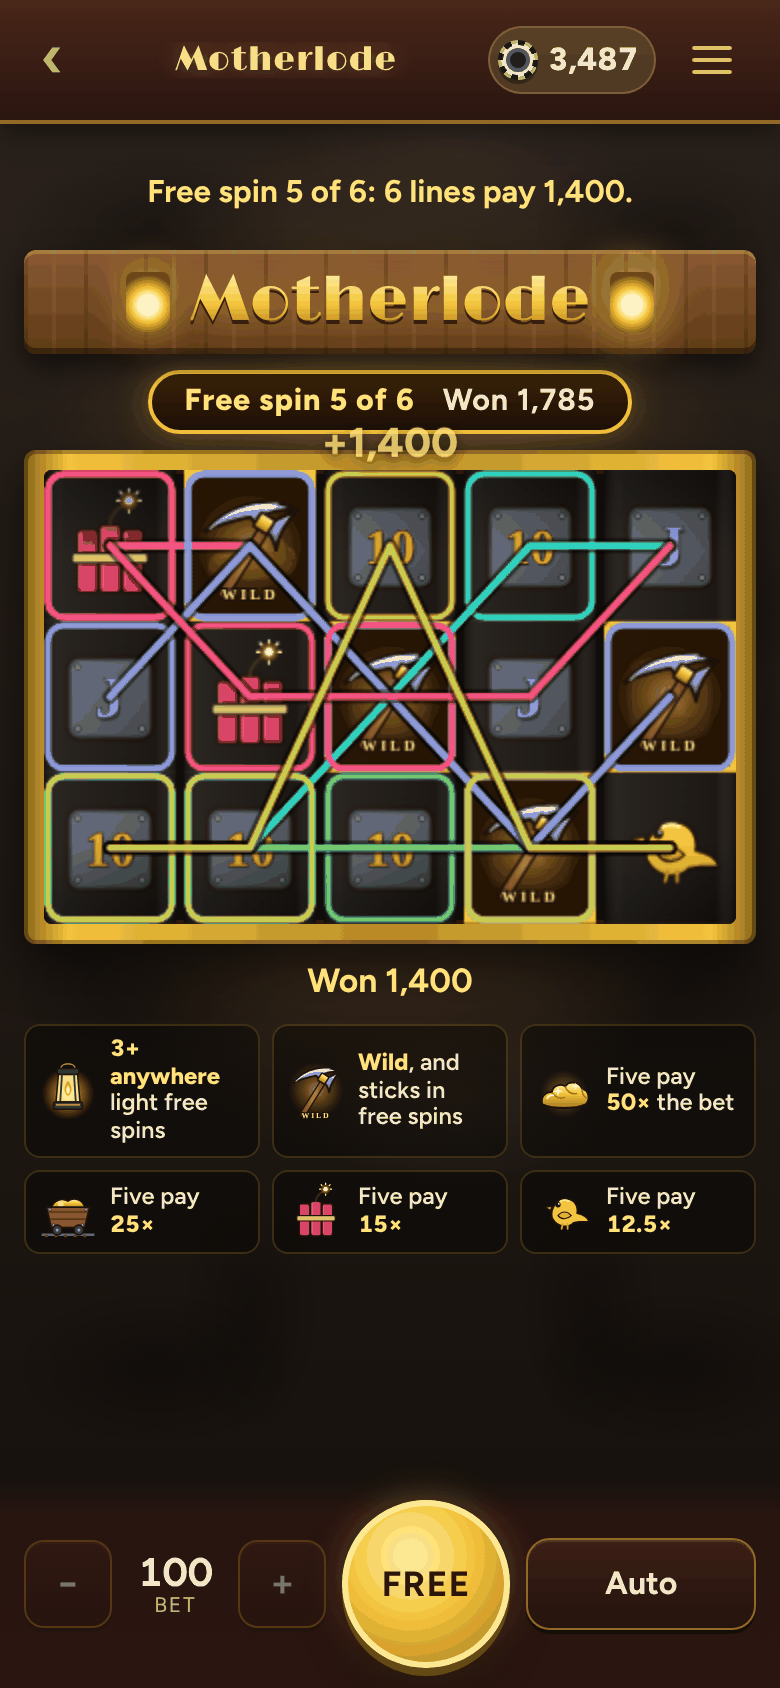 Motherlode
3,487
Free spin 5 of 6: 6 lines pay 1,400.
Motherlode
Free spin 5 of 6 Won 1,785
+1,400
WILD
10
10
J
J
WILD
J
WILD
10
10
10
WILD
Won 1,400
3+
anywhere
light free
spins
WILD
Wild, and
sticks in
free spins
Five pay
50× the bet
Five pay
25×
Five pay
15×
Five pay
12.5×
-
100
BET
+
FREE
Auto